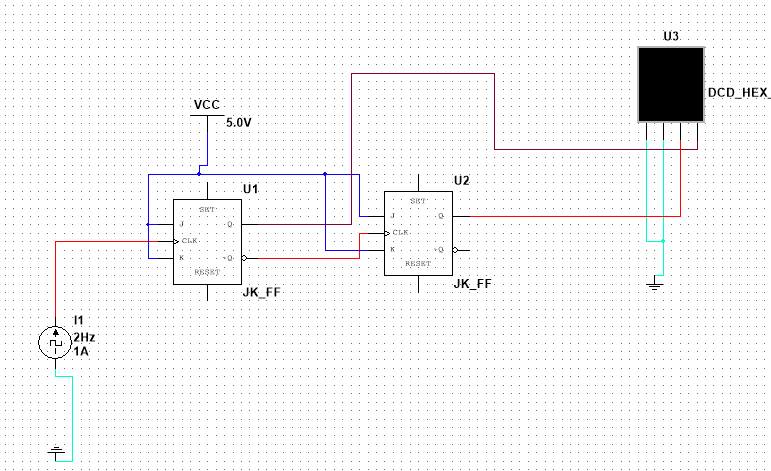 U3
DCD_HEX_
VCC
5.0V
U1
SET
J
Q
CLK
K
~Q
RESET
JK_FF
U2
SET
J
Q
CLK
K
~Q
RESET
JK_FF
I1
2Hz
1A